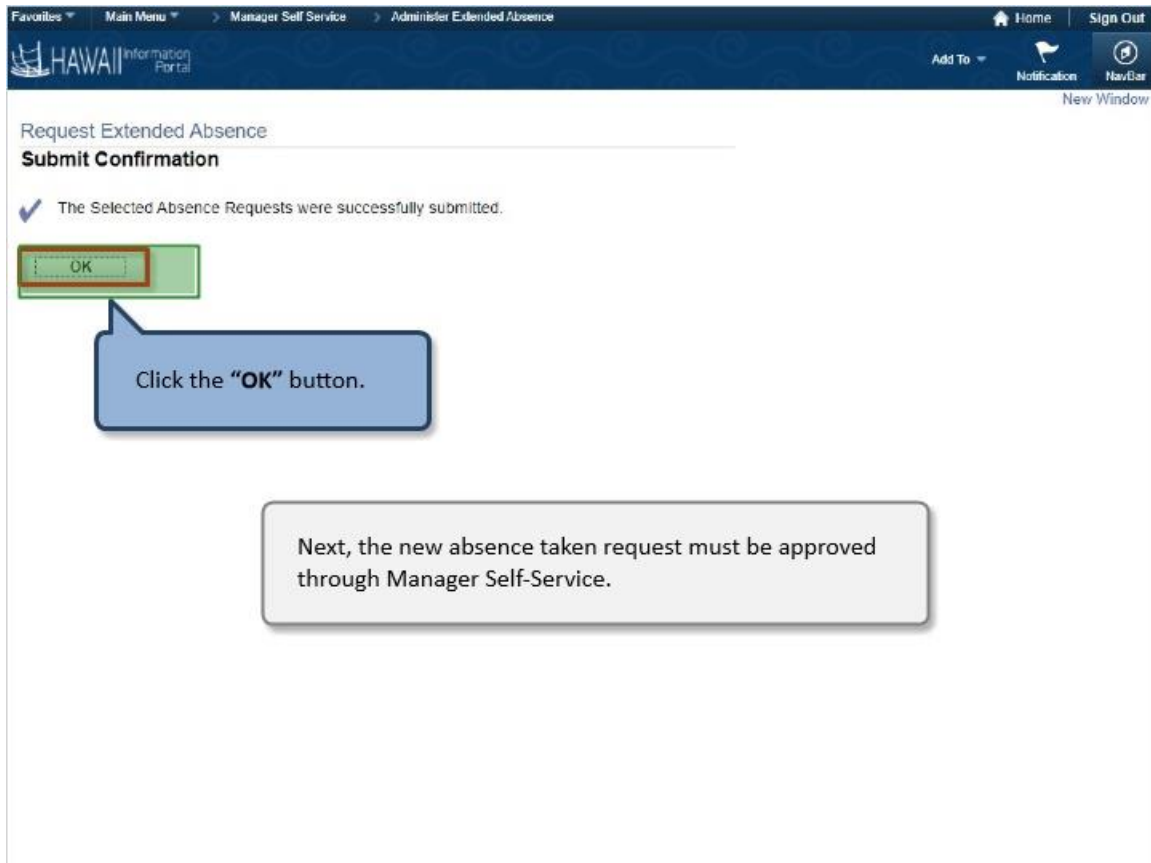 Favorites Main Menu > Manager Self Service > Administer Extended Absence Home Sign Out
HAWAII Information Portal Add To Notification NavBar
New Window
Request Extended Absence
Submit Confirmation
The Selected Absence Requests were successfully submitted.
OK
Click the “OK” button.
Next, the new absence taken request must be approved
through Manager Self-Service.